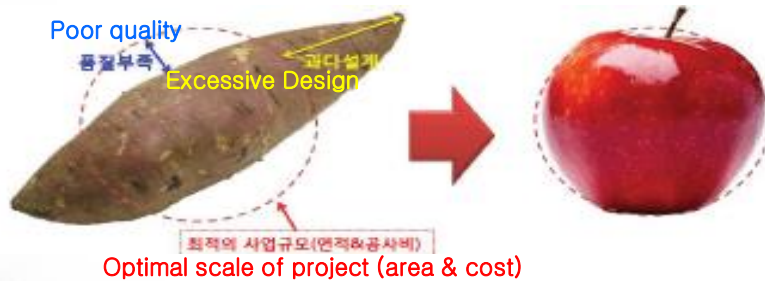 Poor quality
품질부족
과다설계
Excessive Design
최적의 사업규모(면적&공사비)
Optimal scale of project (area & cost)